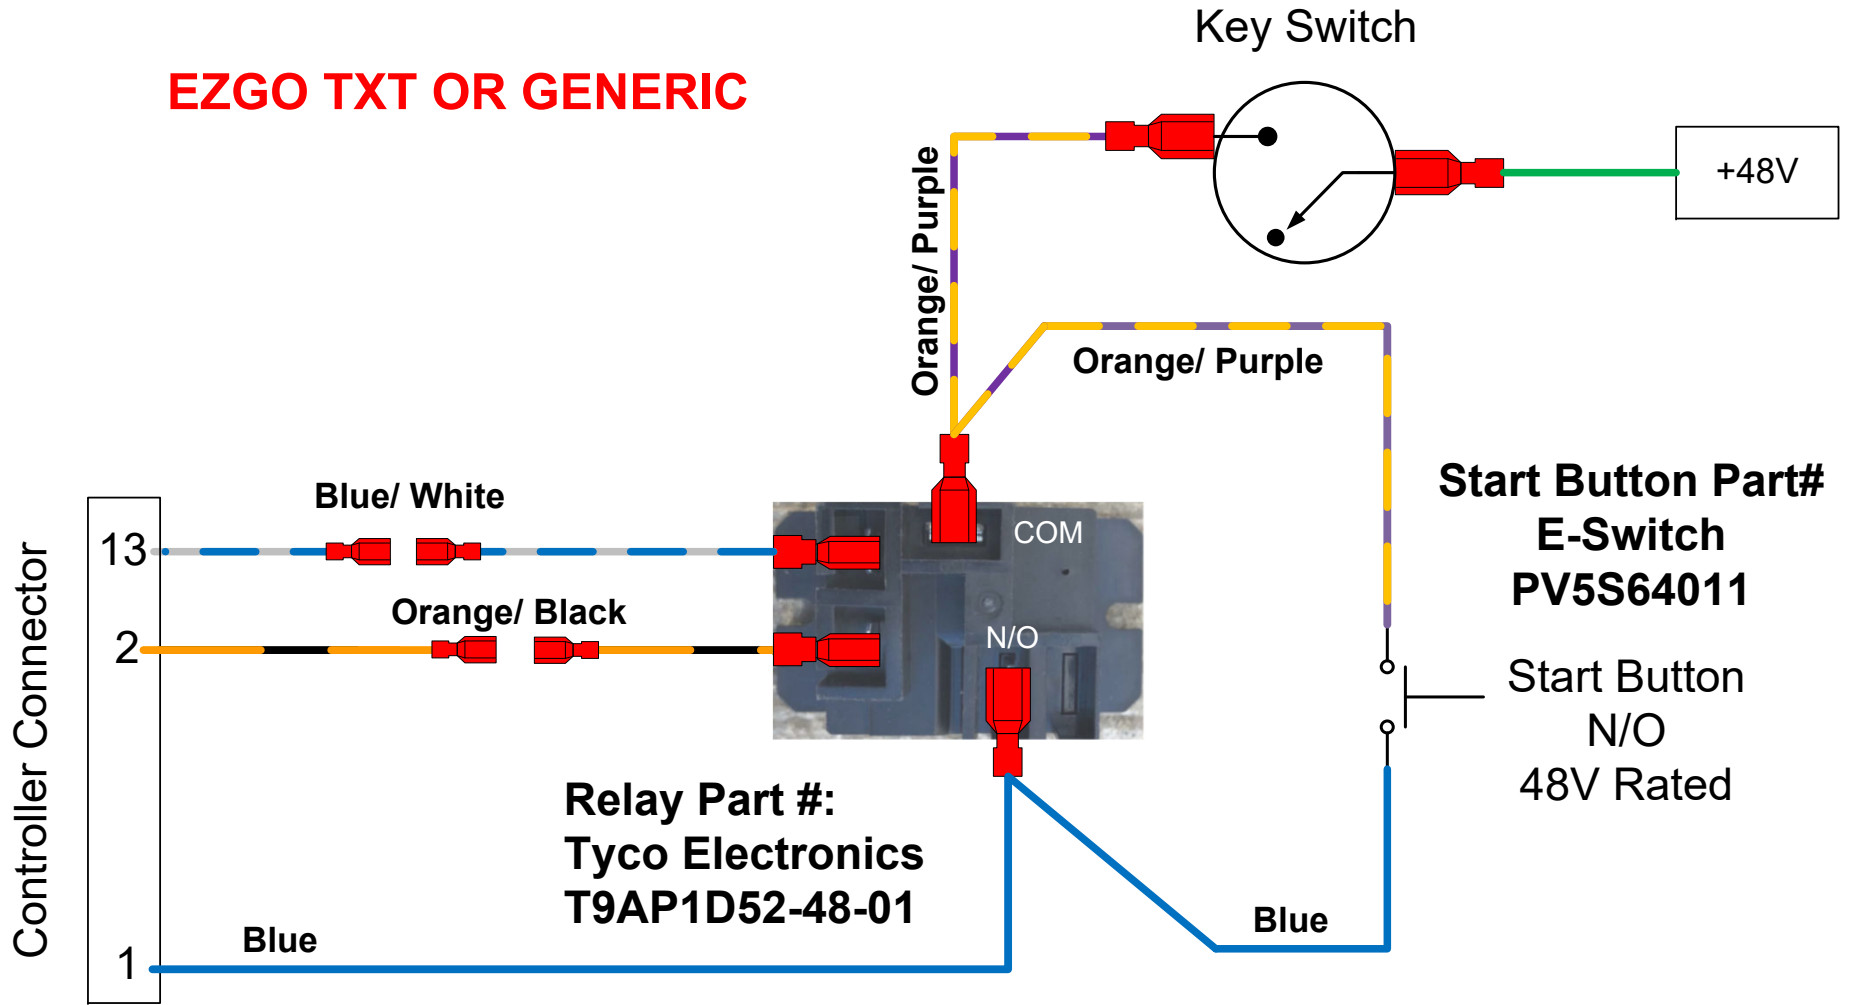 Key Switch
EZGO TXT OR GENERIC
+48V
Orange/ Purple
Orange/ Purple
Start Button Part#
E-Switch
PV5S64011
Blue/ White
COM
13
Orange/ Black
N/O
2
Start Button
N/O
48V Rated
Controller Connector
Relay Part #:
Tyco Electronics
T9AP1D52-48-01
Blue
Blue
1